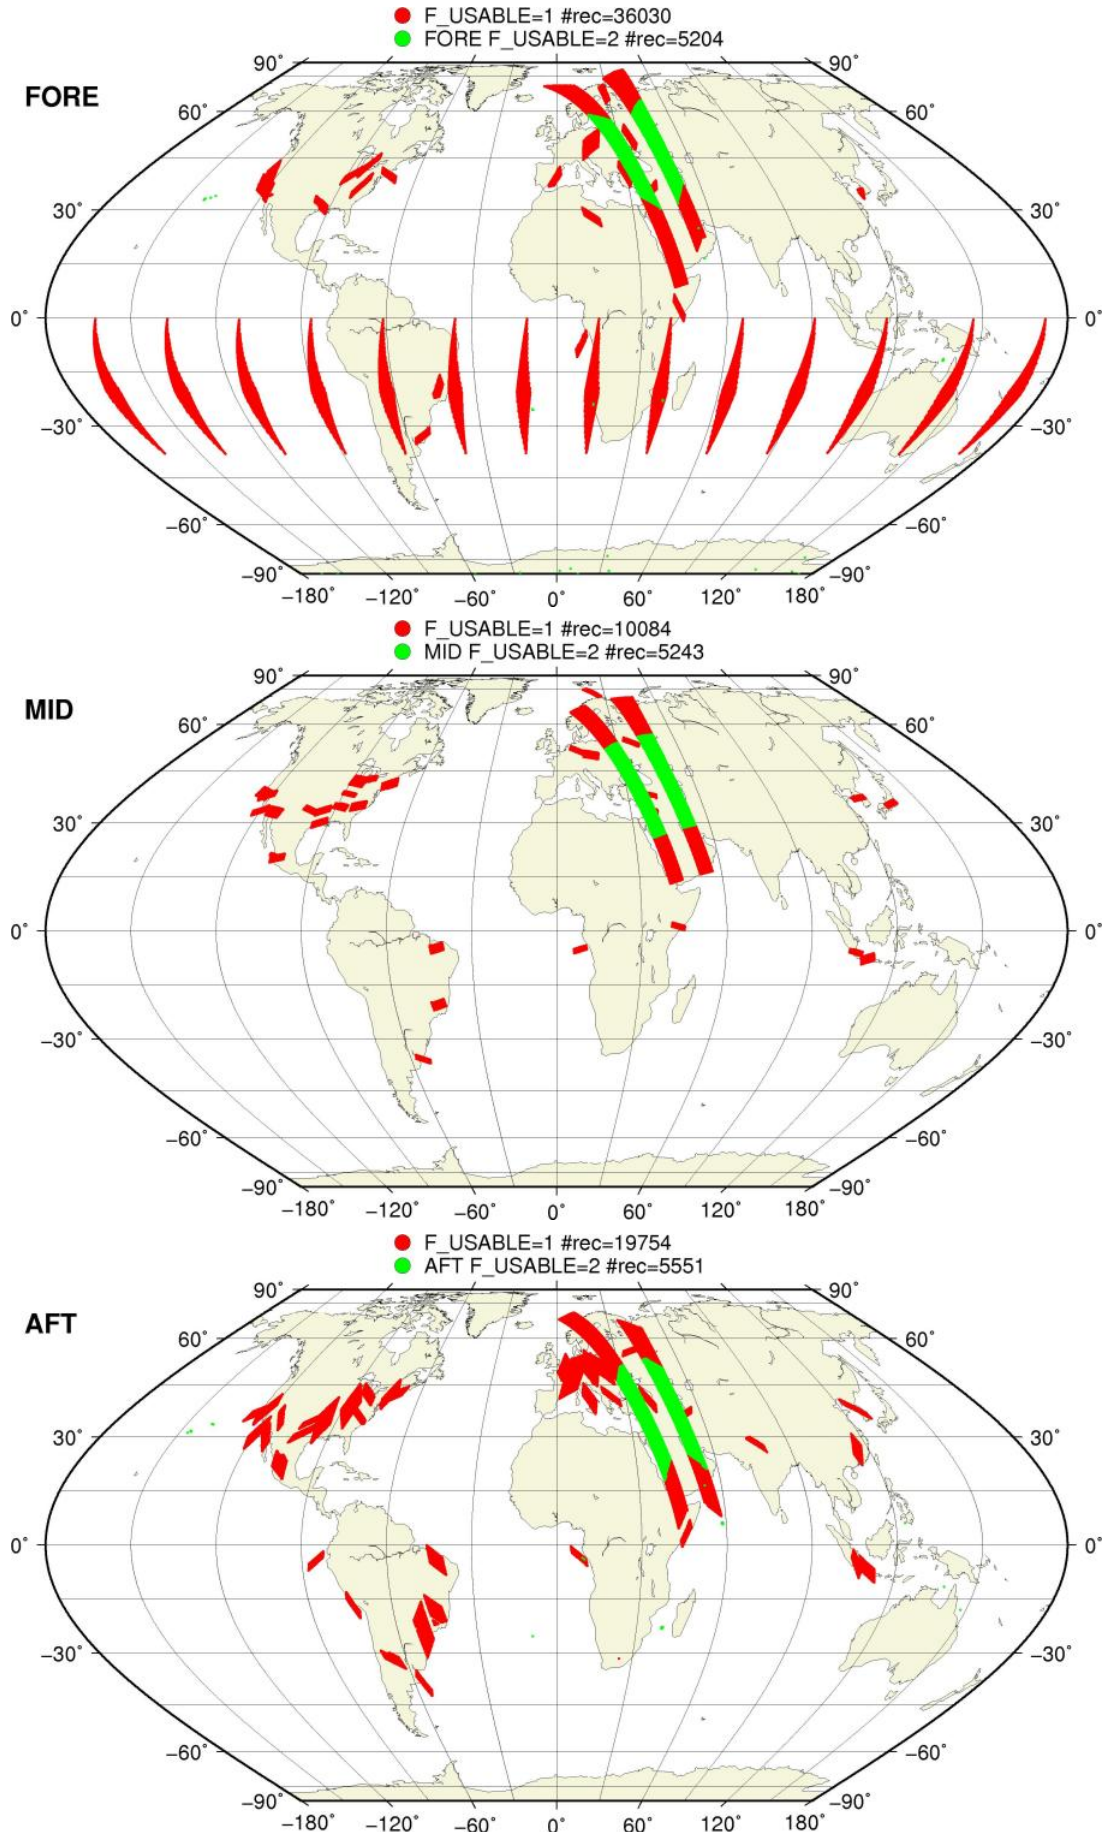 F_USABLE=1 #rec=36030
FORE F_USABLE=2 #rec=5204
FORE
90° 90°
60° 60°
30° 30°
0° 0°
−30° −30°
−60° −60°
−90° −90°
−180° −120° −60° 0° 60° 120° 180°
F_USABLE=1 #rec=10084
MID F_USABLE=2 #rec=5243
MID
90° 90°
60° 60°
30° 30°
0° 0°
−30° −30°
−60° −60°
−90° −90°
−180° −120° −60° 0° 60° 120° 180°
F_USABLE=1 #rec=19754
AFT F_USABLE=2 #rec=5551
AFT
90° 90°
60° 60°
30° 30°
0° 0°
−30° −30°
−60° −60°
−90° −90°
−180° −120° −60° 0° 60° 120° 180°